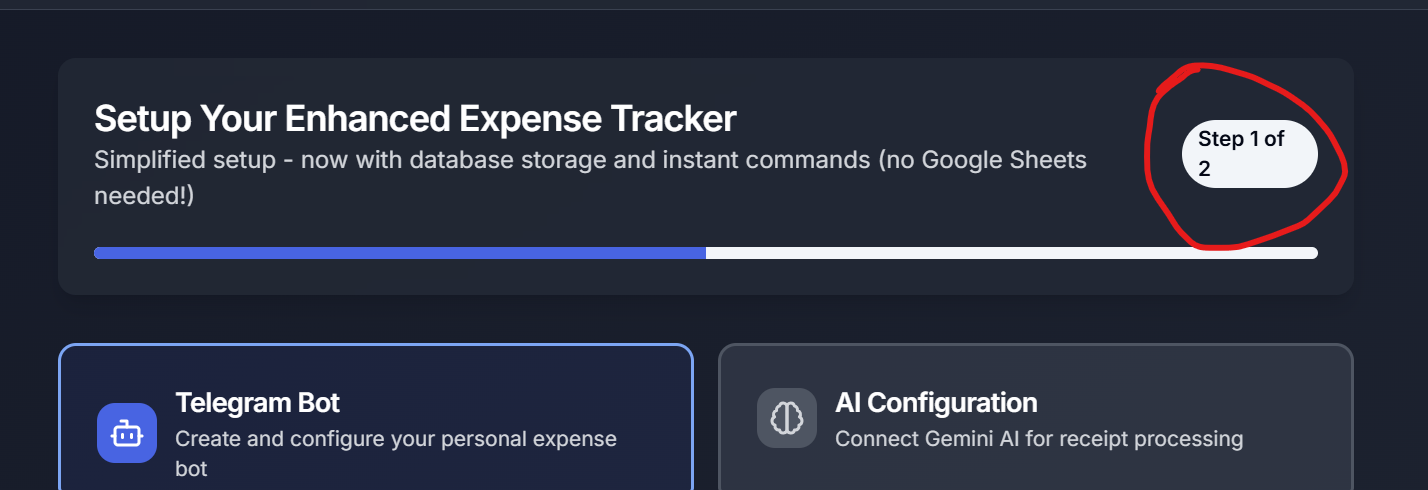 Setup Your Enhanced Expense Tracker
Simplified setup - now with database storage and instant commands (no Google Sheets
needed!)
Step 1 of
2
Telegram Bot
Create and configure your personal expense
bot
AI Configuration
Connect Gemini AI for receipt processing